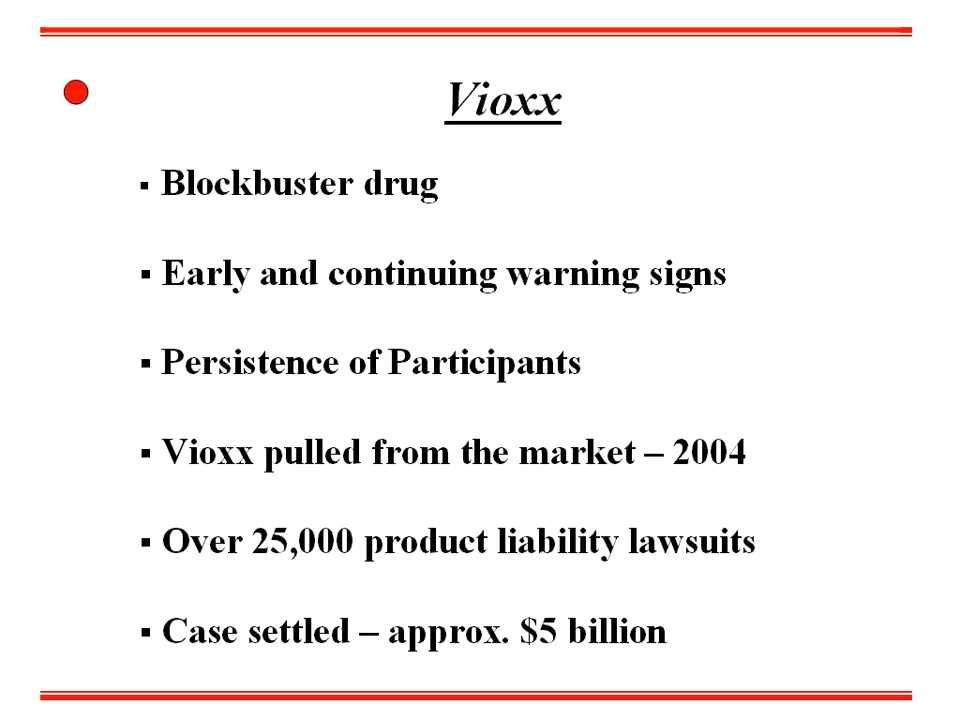 Vioxx
▪ Blockbuster drug
▪ Early and continuing warning signs
▪ Persistence of Participants
▪ Vioxx pulled from the market – 2004
▪ Over 25,000 product liability lawsuits
▪ Case settled – approx. $5 billion